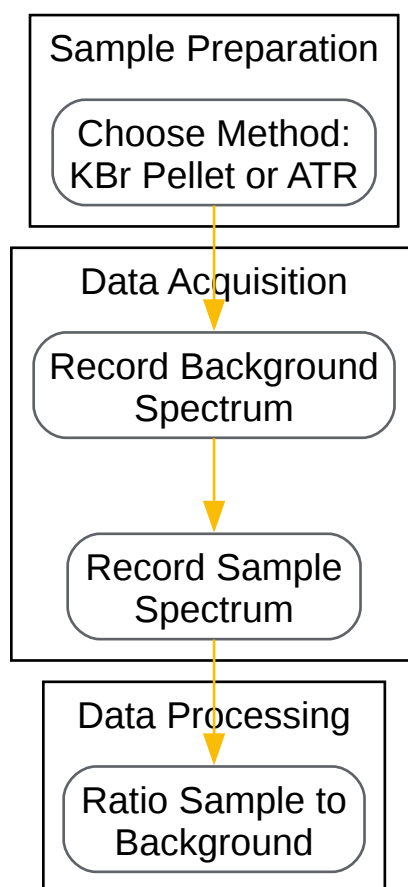 Sample Preparation
Choose Method:
KBr Pellet or ATR
Data Acquisition
Record Background
Spectrum
Record Sample
Spectrum
Data Processing
Ratio Sample to
Background